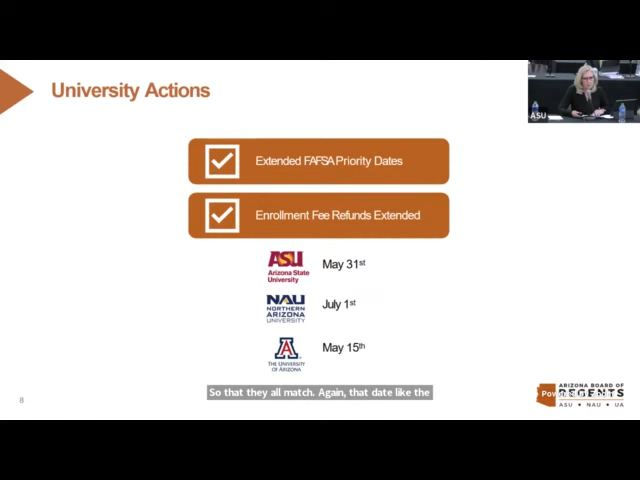 University Actions
ASU
Extended FAFSA Priority Dates
Enrollment Fee Refunds Extended
ASU
Arizona State
University
May 31st
NAU
NORTHERN
ARIZONA
UNIVERSITY
July 1st
A
THE UNIVERSITY
OF ARIZONA
May 15th
So that they all match. Again, that date like the
8
ARIZONA BOARD OF
REGENTS
ASU • NAU • UA